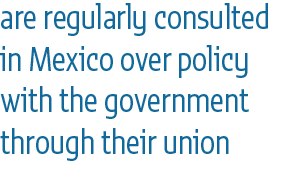 are regularly consulted
in Mexico over policy
with the government
through their union